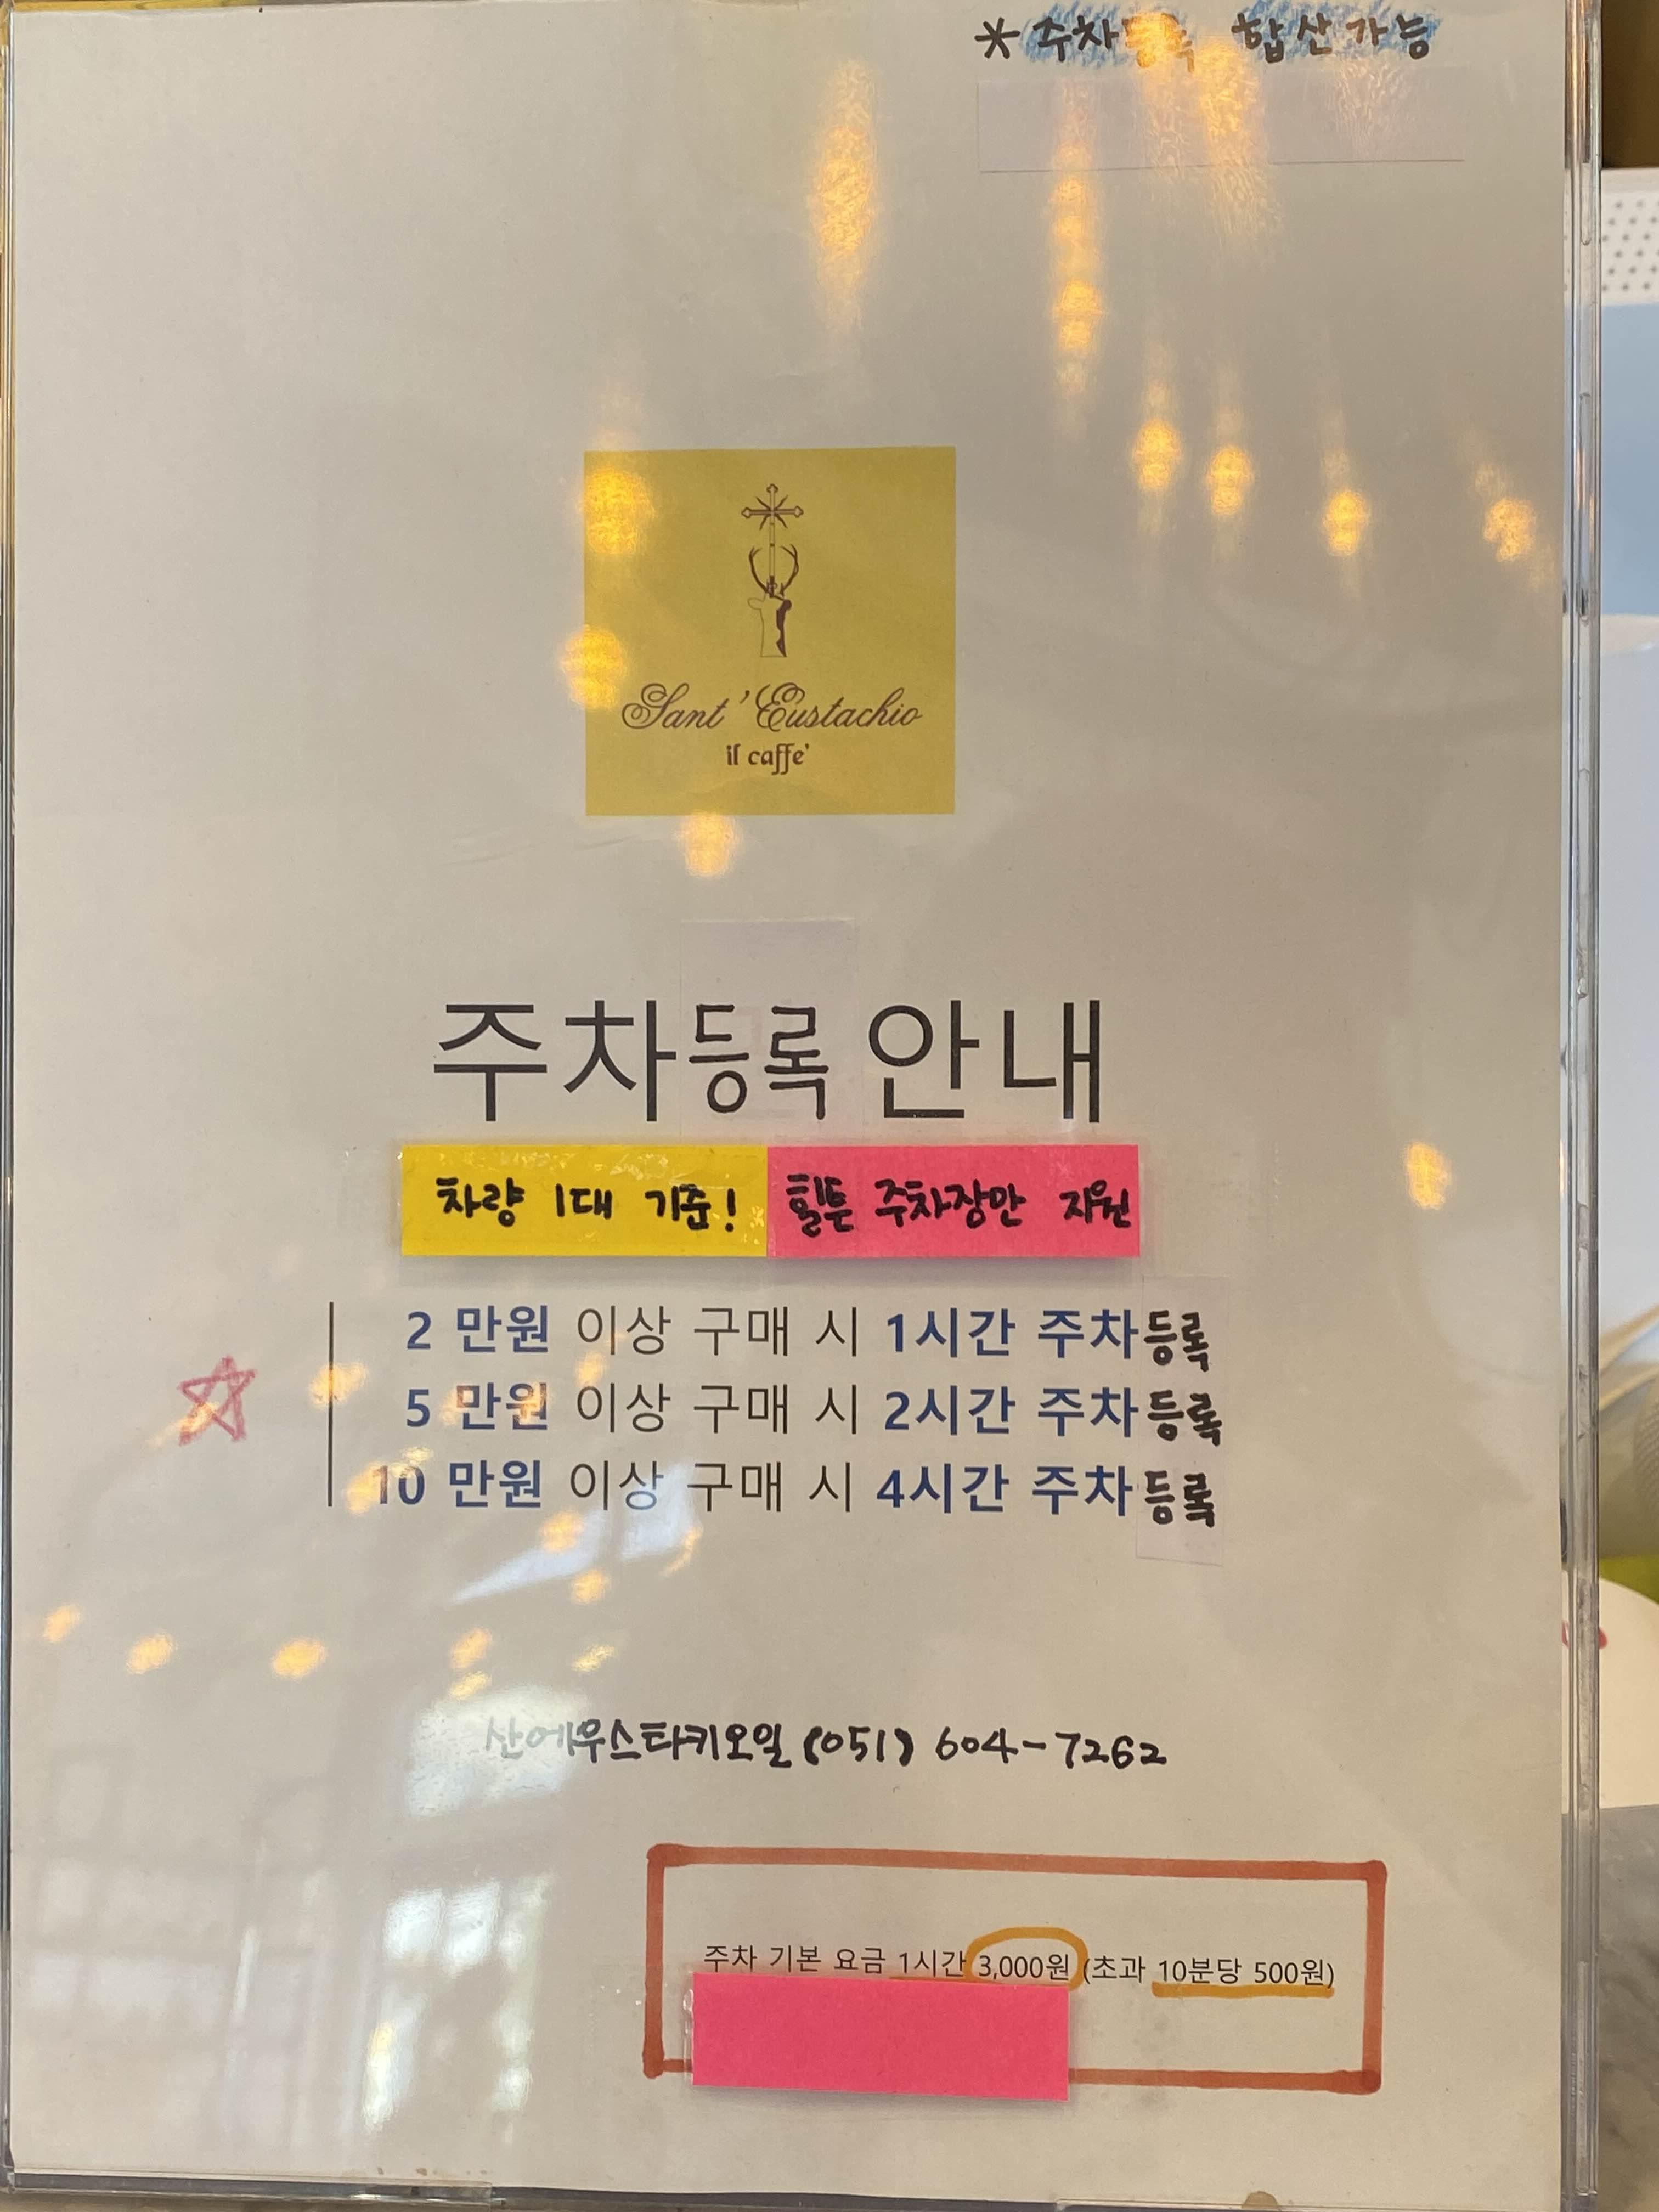 * 주차등록 합산가능
Sant' Eustachio
il caffe'
주차등록 안내
차량 1대 기준! 힐튼 주차장만 지원
2 만원 이상 구매 시 1시간 주차등록
5 만원 이상 구매 시 2시간 주차등록
10 만원 이상 구매 시 4시간 주차등록
산에우스타키오일 (051) 604-7262
주차 기본 요금 1시간 3,000원 (초과 10분당 500원)